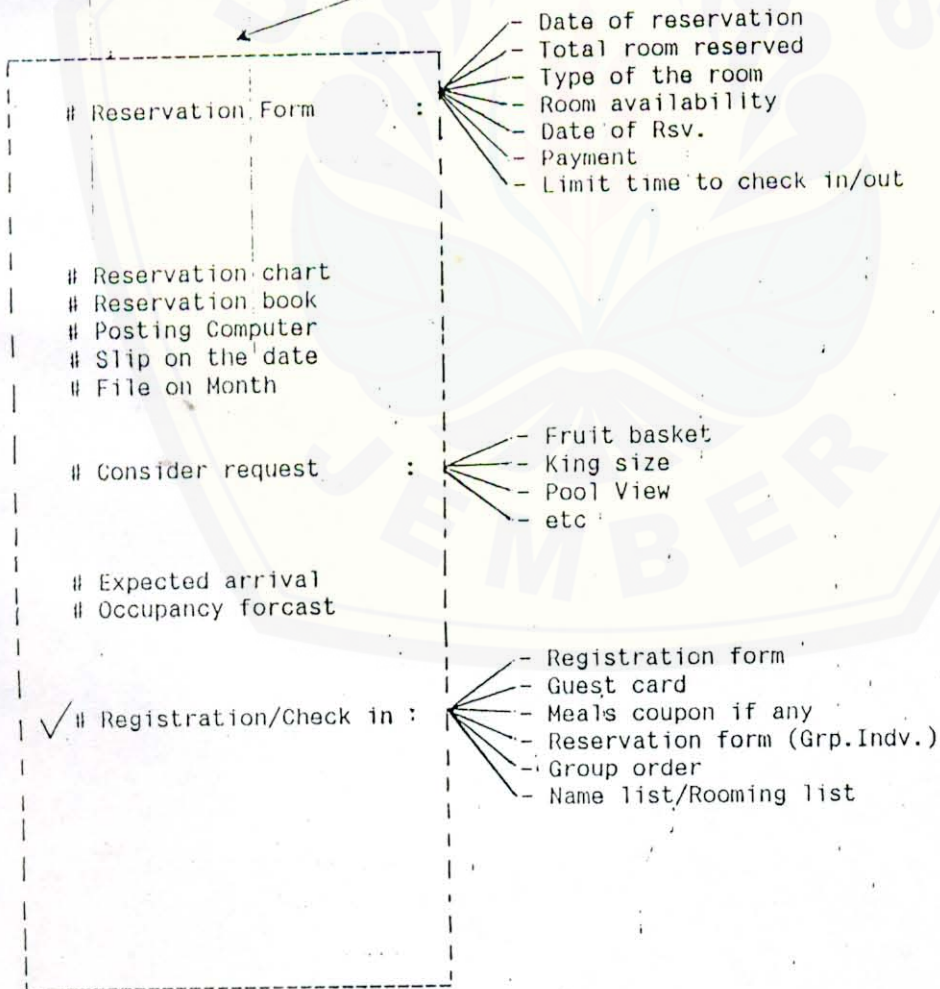 - Date of reservation
- Total room reserved
- Type of the room
# Reservation Form :
- Room availability
- Date of Rsv.
- Payment
- Limit time to check in/out
# Reservation chart
# Reservation book
# Posting Computer
# Slip on the date
# File on Month
- Fruit basket
# Consider request :
- King size
- Pool View
- etc
# Expected arrival
# Occupancy forcast
- Registration form
- Guest card
# Registration/Check in :
- Meals coupon if any
- Reservation form (Grp.Indv.)
- Group order
- Name list/Rooming list
JEMBER